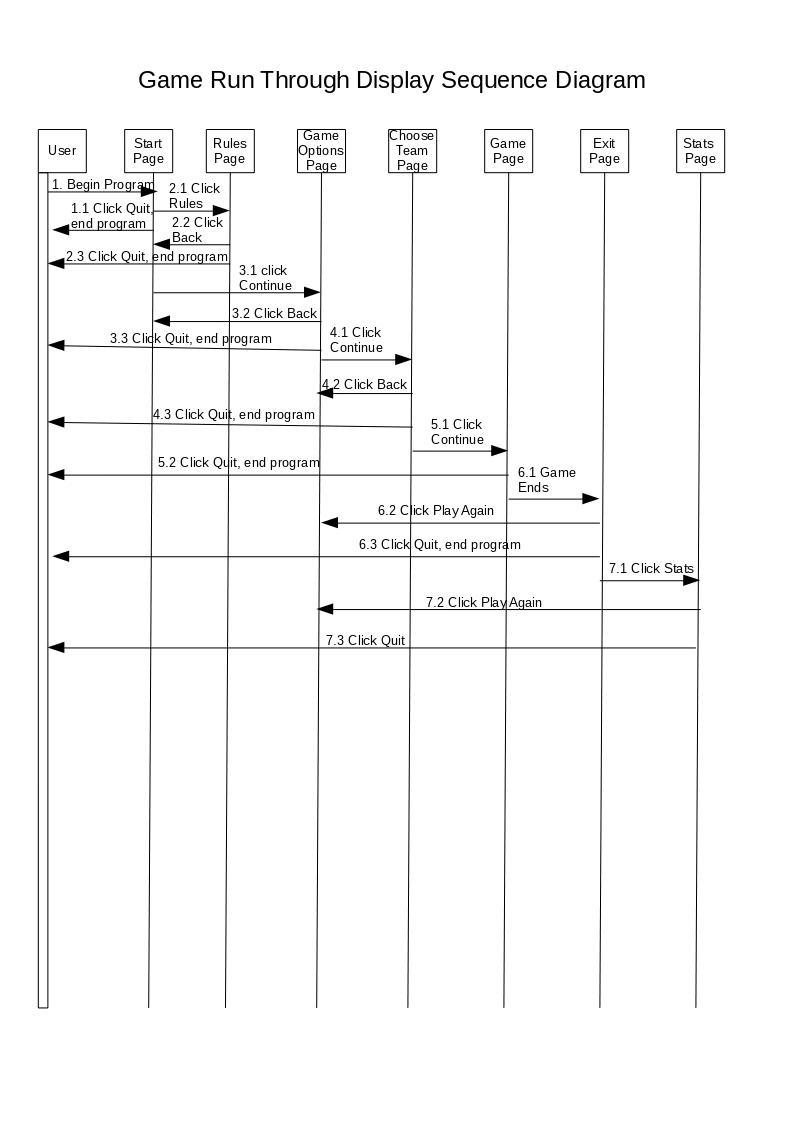 Game Run Through Display Sequence Diagram
User
Start
Page
Rules
Page
Game
Options
Page
Choose
Team
Page
Game
Page
Exit
Page
Stats
Page
1. Begin Program
2.1 Click
Rules
1.1 Click Quit,
end program
2.2 Click
Back
2.3 Click Quit, end program
3.1 click
Continue
3.2 Click Back
3.3 Click Quit, end program
4.1 Click
Continue
4.2 Click Back
4.3 Click Quit, end program
5.1 Click
Continue
5.2 Click Quit, end program
6.1 Game
Ends
6.2 Click Play Again
6.3 Click Quit, end program
7.1 Click Stats
7.2 Click Play Again
7.3 Click Quit